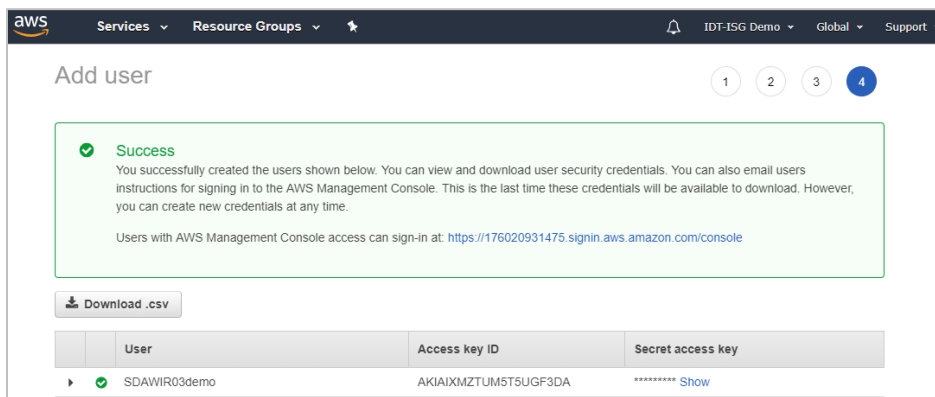 aws Services Resource Groups IDT-ISG Demo Global Support
Add user 1 2 3 4
Success
You successfully created the users shown below. You can view and download user security credentials. You can also email users
instructions for signing in to the AWS Management Console. This is the last time these credentials will be available to download. However,
you can create new credentials at any time.
Users with AWS Management Console access can sign-in at: https://176020931475.signin.aws.amazon.com/console
Download .csv
User Access key ID Secret access key
SDAWIR03demo AKIAIXMZTUM5T5UGF3DA ********* Show